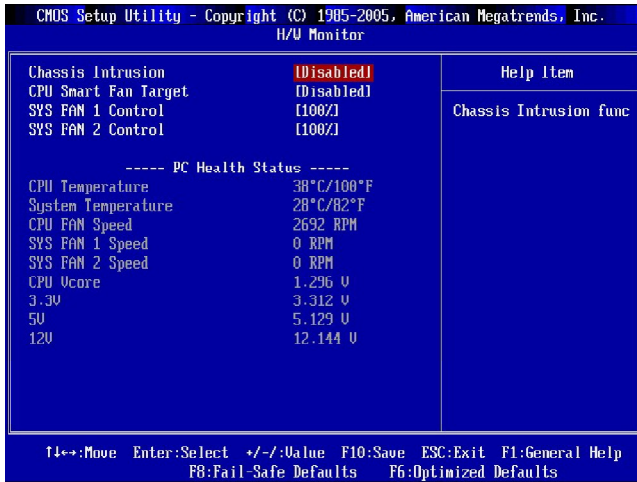 CMOS Setup Utility - Copyright (C) 1985-2005, American Megatrends, Inc.
H/W Monitor
Chassis Intrusion [Disabled]
CPU Smart Fan Target [Disabled]
SYS FAN 1 Control [100%]
SYS FAN 2 Control [100%]
----- PC Health Status -----
CPU Temperature 38°C/100°F
System Temperature 28°C/82°F
CPU FAN Speed 2692 RPM
SYS FAN 1 Speed 0 RPM
SYS FAN 2 Speed 0 RPM
CPU Vcore 1.296 V
3.3V 3.312 V
5V 5.129 V
12V 12.144 V
Help Item
Chassis Intrusion func
↑↓←→:Move Enter:Select +/-/:Value F10:Save ESC:Exit F1:General Help
F8:Fail-Safe Defaults F6:Optimized Defaults